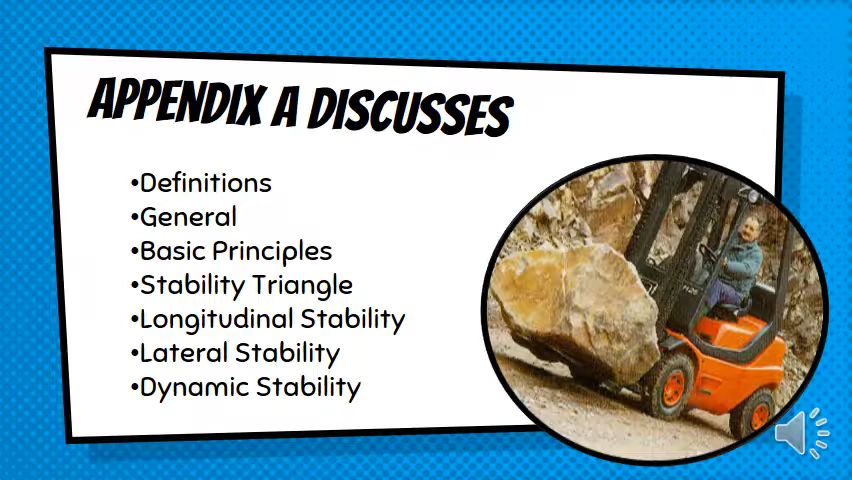 APPENDIX A DISCUSSES
•Definitions
•General
•Basic Principles
•Stability Triangle
•Longitudinal Stability
•Lateral Stability
•Dynamic Stability